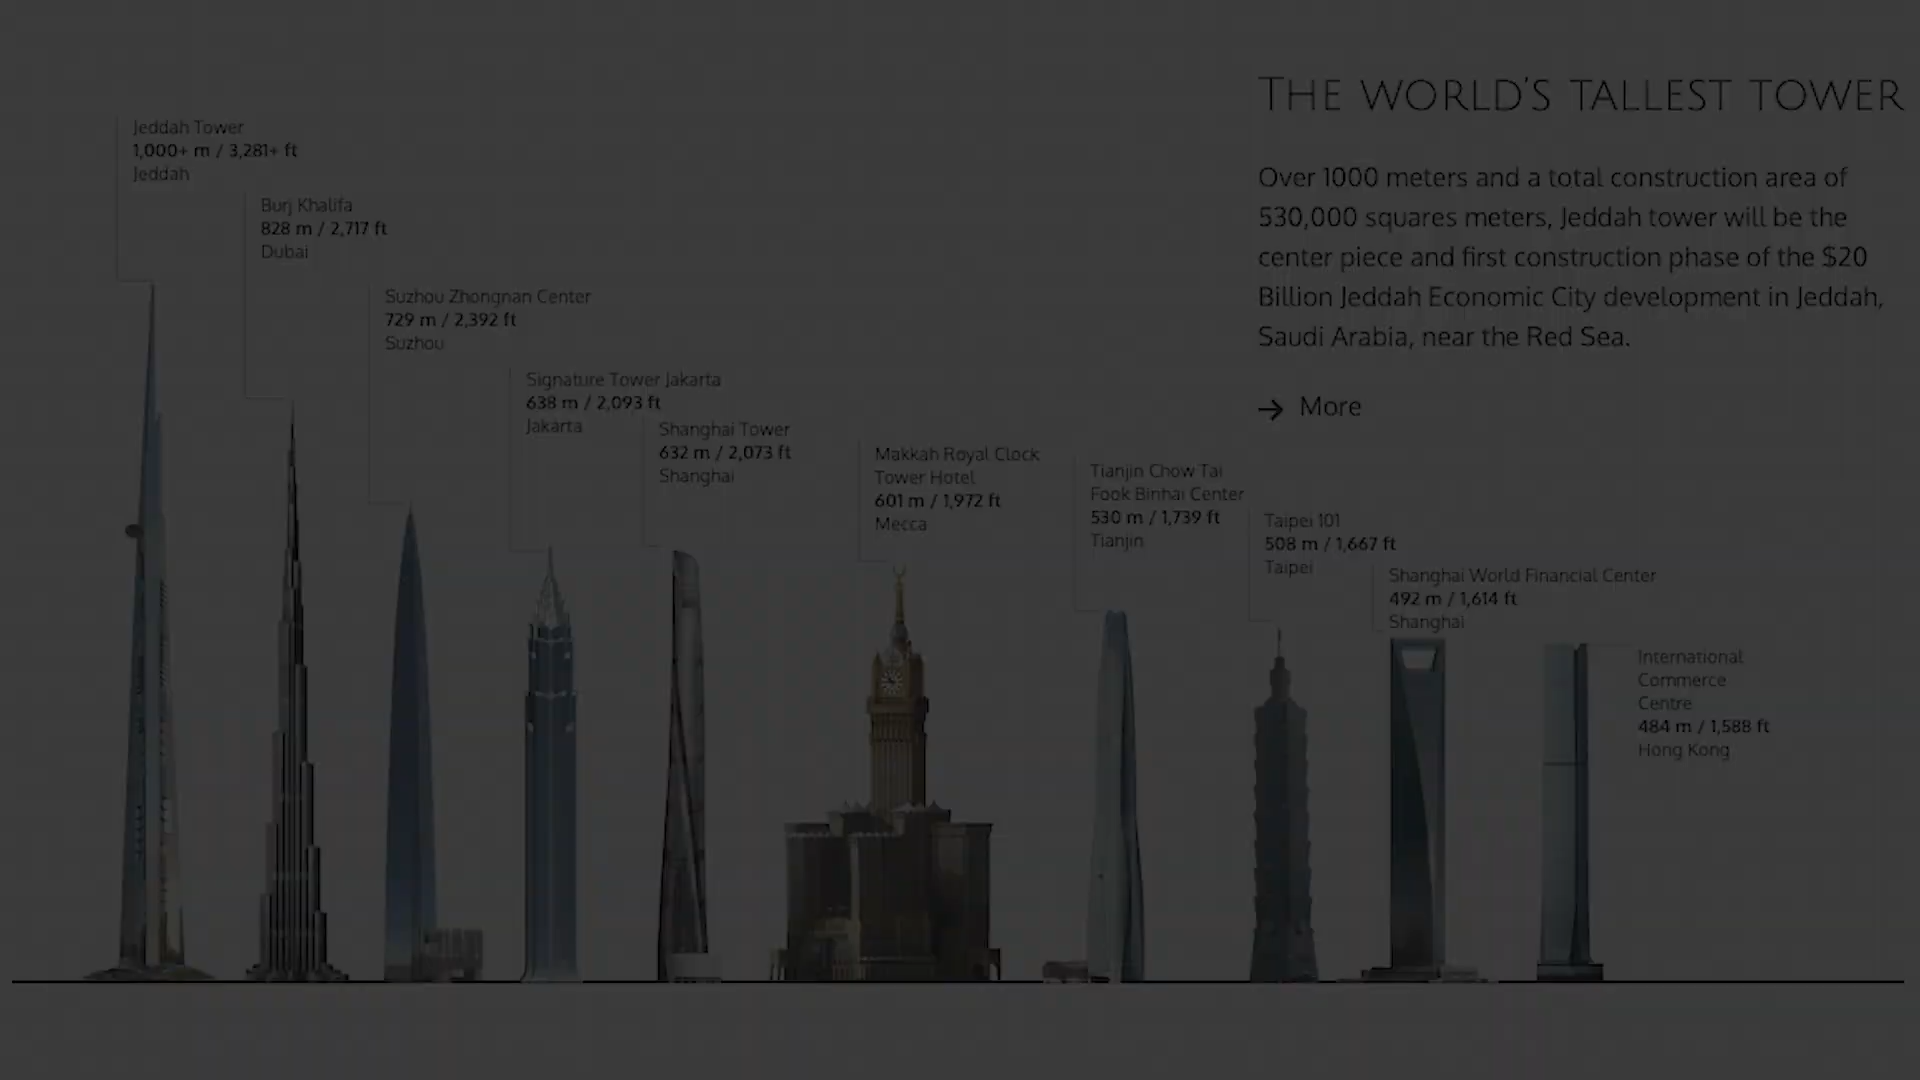 THE WORLD'S TALLEST TOWER
Over 1000 meters and a total construction area of
530,000 squares meters, Jeddah tower will be the
center piece and first construction phase of the $20
Billion Jeddah Economic City development in Jeddah,
Saudi Arabia, near the Red Sea.
→ More
Jeddah Tower
1,000+ m / 3,281+ ft
Jeddah
Burj Khalifa
828 m / 2,717 ft
Dubai
Suzhou Zhongnan Center
729 m / 2,392 ft
Suzhou
Signature Tower Jakarta
638 m / 2,093 ft
Jakarta
Shanghai Tower
632 m / 2,073 ft
Shanghai
Makkah Royal Clock
Tower Hotel
601 m / 1,972 ft
Mecca
Tianjin Chow Tai
Fook Binhai Center
530 m / 1,739 ft
Tianjin
Taipei 101
508 m / 1,667 ft
Taipei
Shanghai World Financial Center
492 m / 1,614 ft
Shanghai
International
Commerce
Centre
484 m / 1,588 ft
Hong Kong